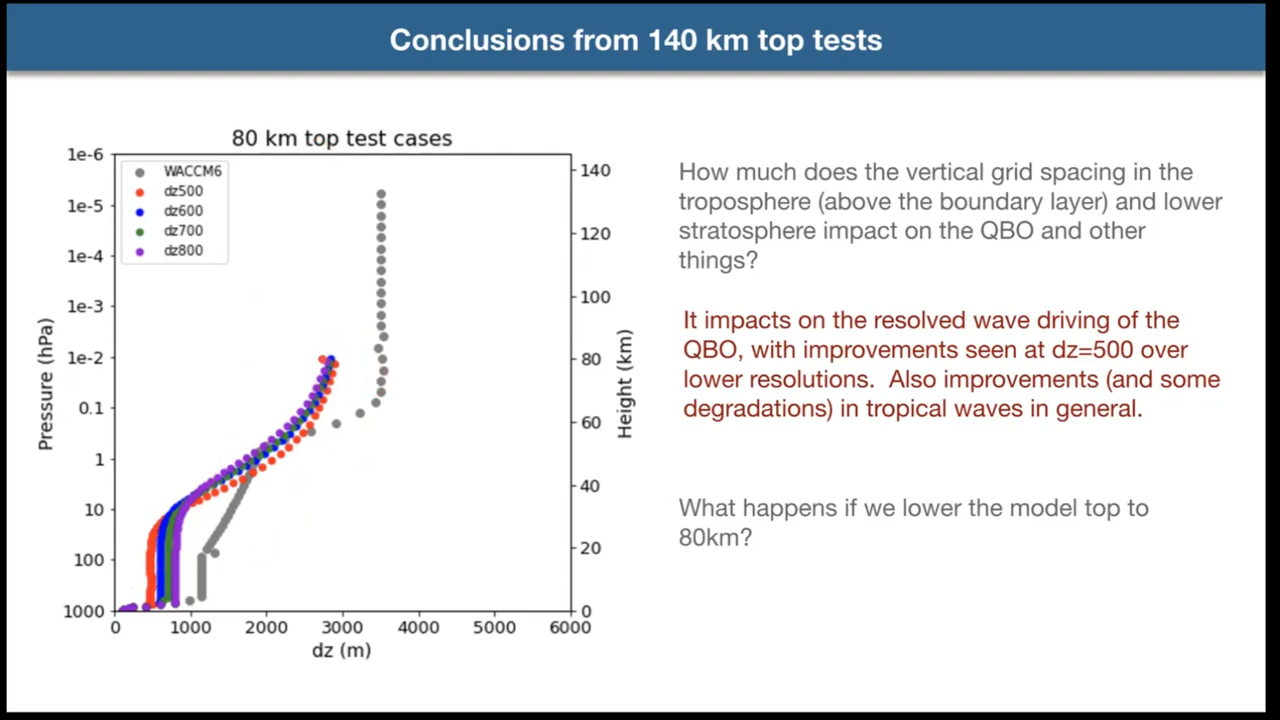 Conclusions from 140 km top tests
80 km top test cases
1e-6
1e-5
1e-4
1e-3
1e-2
0.1
1
10
100
1000
Pressure (hPa)
WACCM6
dz500
dz600
dz700
dz800
140
120
100
80
60
40
20
0
Height (km)
0
1000
2000
3000
4000
5000
6000
dz (m)
How much does the vertical grid spacing in the
troposphere (above the boundary layer) and lower
stratosphere impact on the QBO and other
things?
It impacts on the resolved wave driving of the
QBO, with improvements seen at dz=500 over
lower resolutions. Also improvements (and some
degradations) in tropical waves in general.
What happens if we lower the model top to
80km?